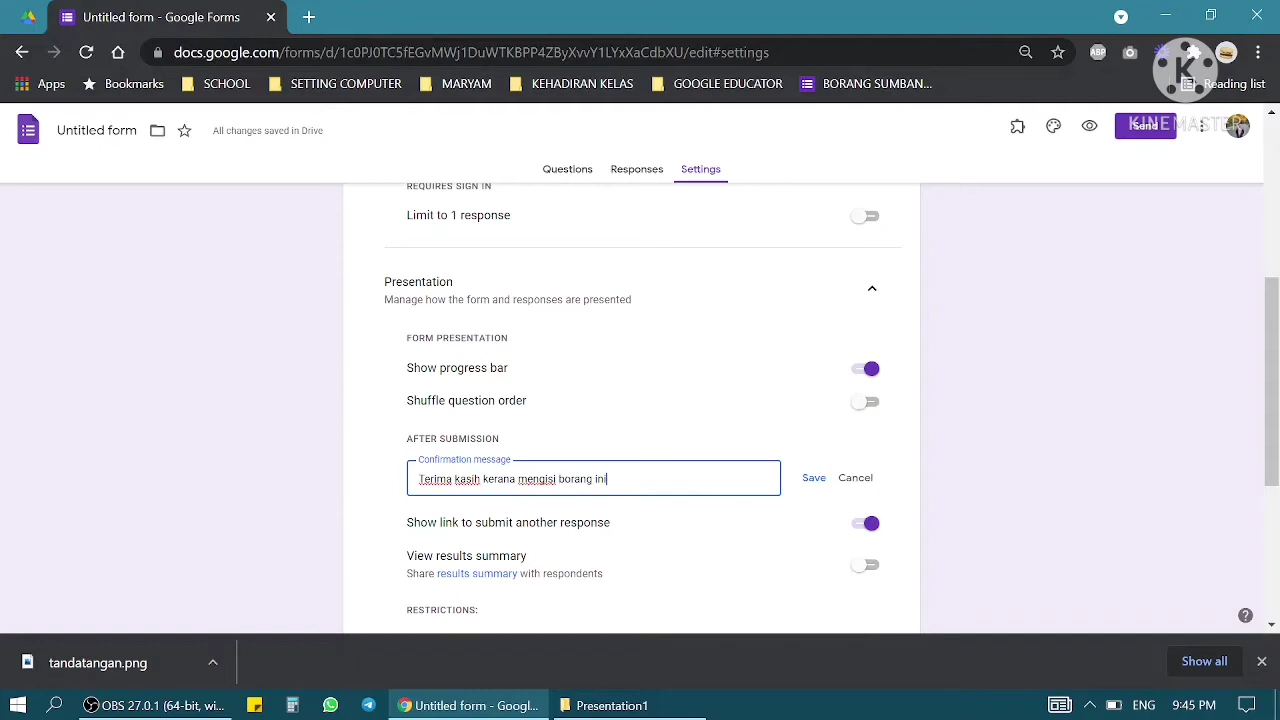 Untitled form - Google Forms
docs.google.com/forms/d/1c0PJ0TC5fEGvMWj1DuWTKBPP4ZByXvvY1LYxXaCdbXU/edit#settings
ABP
Apps Bookmarks SCHOOL SETTING COMPUTER MARYAM KEHADIRAN KELAS GOOGLE EDUCATOR BORANG SUMBAN... Reading list
K
Untitled form All changes saved in Drive Send
KINEMASTER
Questions Responses Settings
REQUIRES SIGN IN
Limit to 1 response
Presentation
Manage how the form and responses are presented
FORM PRESENTATION
Show progress bar
Shuffle question order
AFTER SUBMISSION
Confirmation message
Terima kasih kerana mengisi borang ini
Save Cancel
Show link to submit another response
View results summary
Share results summary with respondents
RESTRICTIONS:
tandatangan.png Show all
OBS 27.0.1 (64-bit, wi... Untitled form - Googl... Presentation1 ENG 9:45 PM